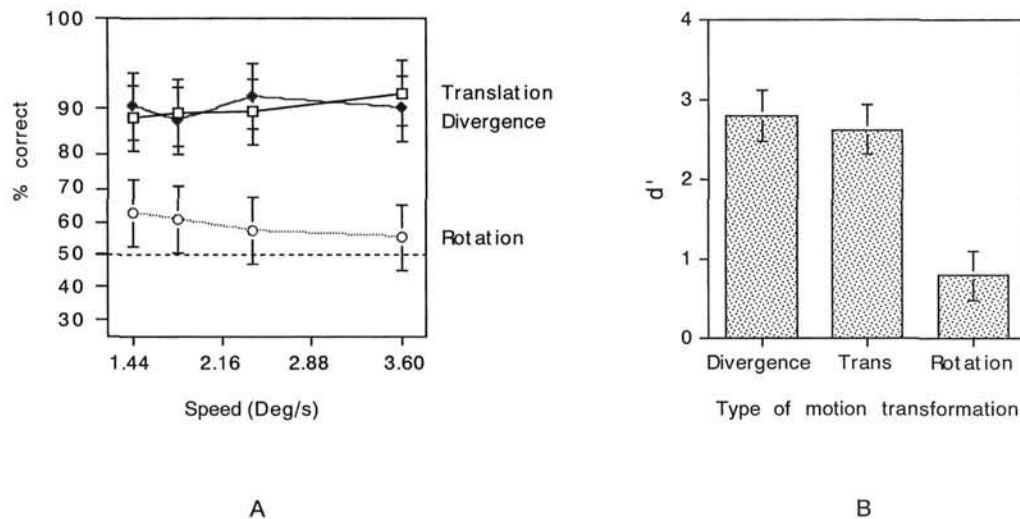 100
90
80
70
60
50
40
30
% correct
1.44 2.16 2.88 3.60
Speed (Deg/s)
Translation
Divergence
Rotation
A
4
3
2
1
0
d'
Divergence Trans Rotation
Type of motion transformation
B